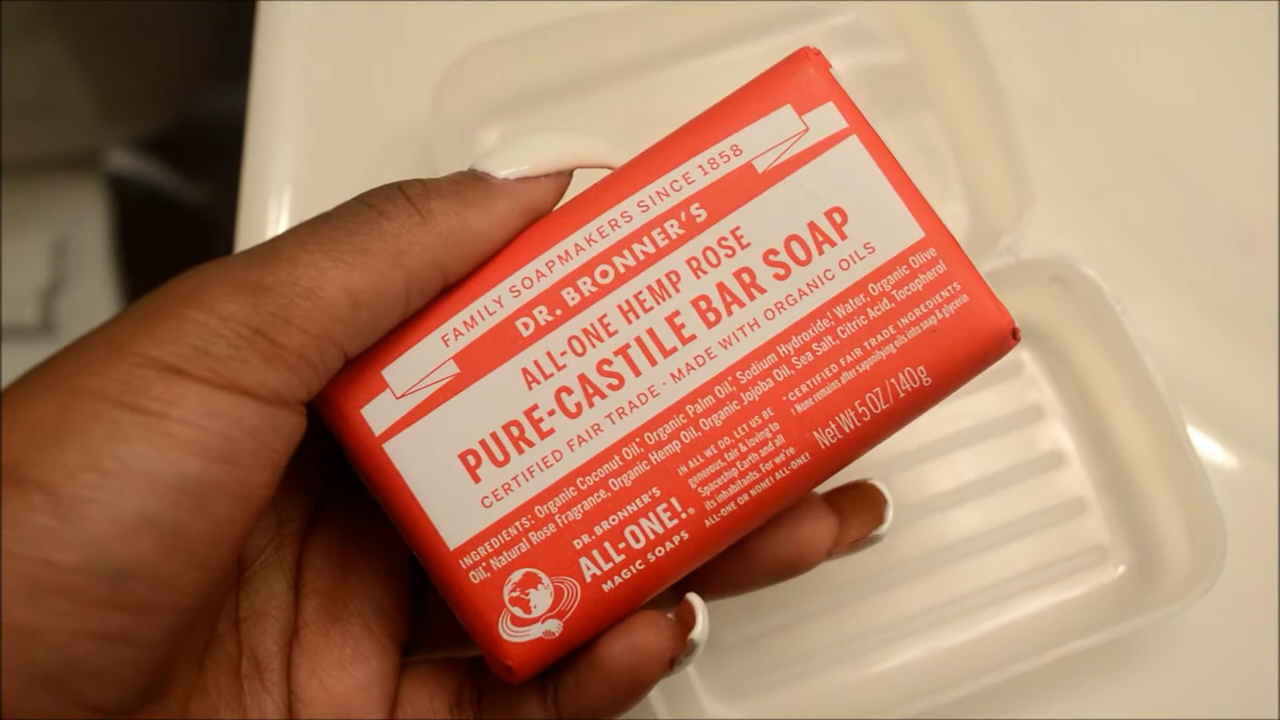 FAMILY SOAPMAKERS SINCE 1858
DR. BRONNER'S
ALL-ONE HEMP ROSE
PURE-CASTILE BAR SOAP
CERTIFIED FAIR TRADE · MADE WITH ORGANIC OILS
INGREDIENTS: Organic Coconut Oil*, Organic Palm Oil*, Sodium Hydroxide†, Water, Organic Olive
Oil*, Natural Rose Fragrance, Organic Hemp Oil, Organic Jojoba Oil, Sea Salt, Citric Acid, Tocopherol
*CERTIFIED FAIR TRADE INGREDIENTS
† None remains after saponifying oils into soap & glycerin
DR. BRONNER'S
ALL-ONE!®
MAGIC SOAPS
IN ALL WE DO, LET US BE
generous, fair & loving to
Spaceship Earth and all
its inhabitants. For we're
ALL-ONE OR NONE! ALL-ONE!
Net Wt 5 OZ/140g